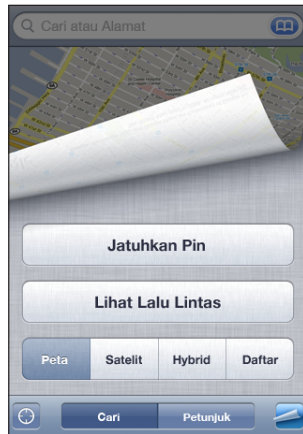 Cari atau Alamat
Jatuhkan Pin
Lihat Lalu Lintas
Peta Satelit Hybrid Daftar
Cari Petunjuk